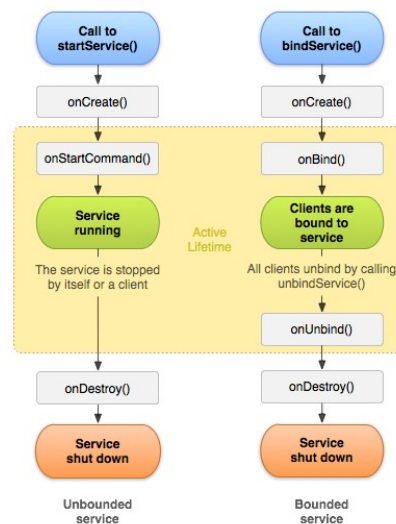 Call to
startService()
onCreate()
onStartCommand()
Service
running
The service is stopped
by itself or a client
onDestroy()
Service
shut down
Unbounded
service
Active
Lifetime
Call to
bindService()
onCreate()
onBind()
Clients are
bound to
service
All clients unbind by calling
unbindService()
onUnbind()
onDestroy()
Service
shut down
Bounded
service